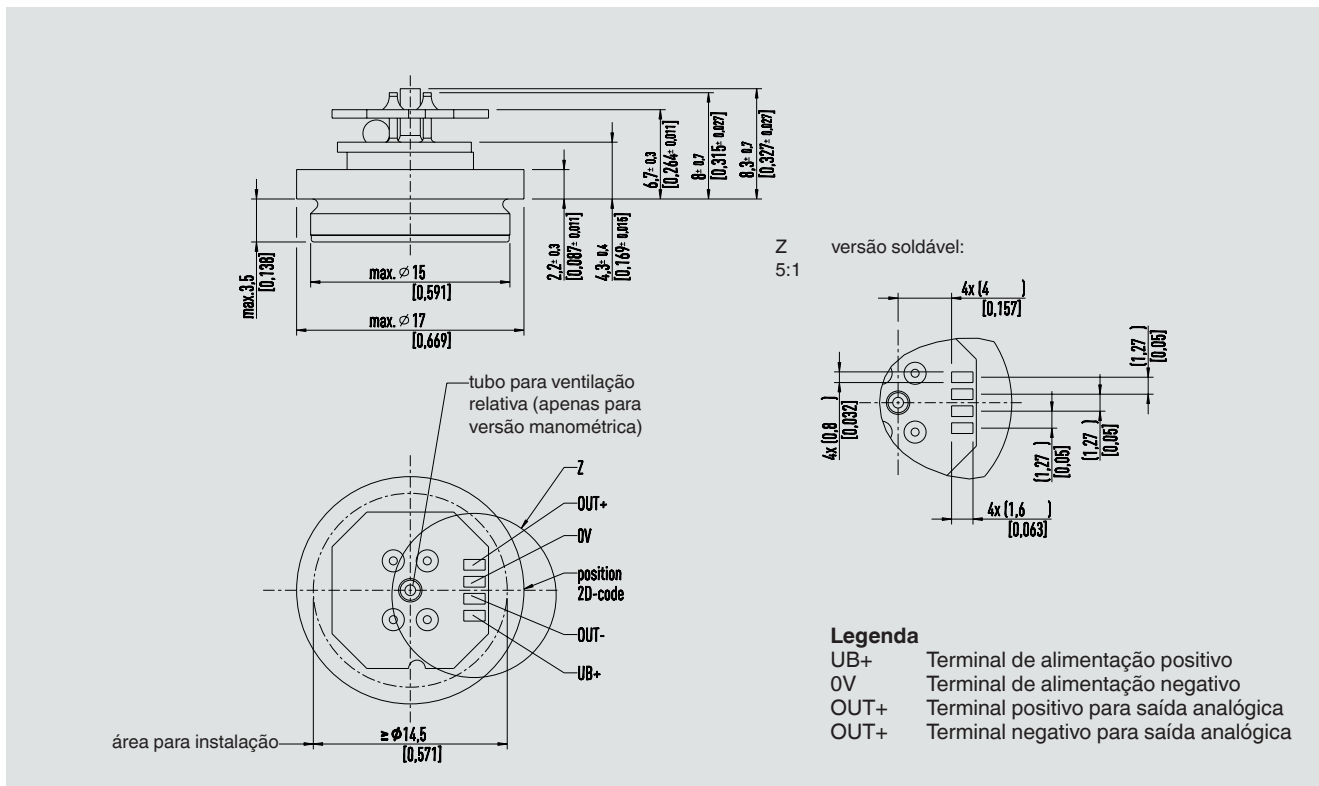 6,7± 0,3
[0,264± 0,011]
8± 0,7
[0,315± 0,027]
8,3± 0,7
[0,327± 0,027]
max.3,5
[0,138]
2,2± 0,3
[0,087± 0,011]
4,3± 0,4
[0,169± 0,015]
max. ⌀ 15
[0,591]
max. ⌀ 17
[0,669]
Z versão soldável:
5:1
4x (4 )
[0,157]
(1,27 )
[0,05]
(1,27 )
[0,05]
(1,27 )
[0,05]
4x (0,8 )
[0,032]
4x (1,6 )
[0,063]
tubo para ventilação
relativa (apenas para
versão manométrica)
Z
OUT+
0V
position
2D-code
OUT-
UB+
área para instalação
≥ ⌀14,5
[0,571]
Legenda
UB+ Terminal de alimentação positivo
0V Terminal de alimentação negativo
OUT+ Terminal positivo para saída analógica
OUT+ Terminal negativo para saída analógica